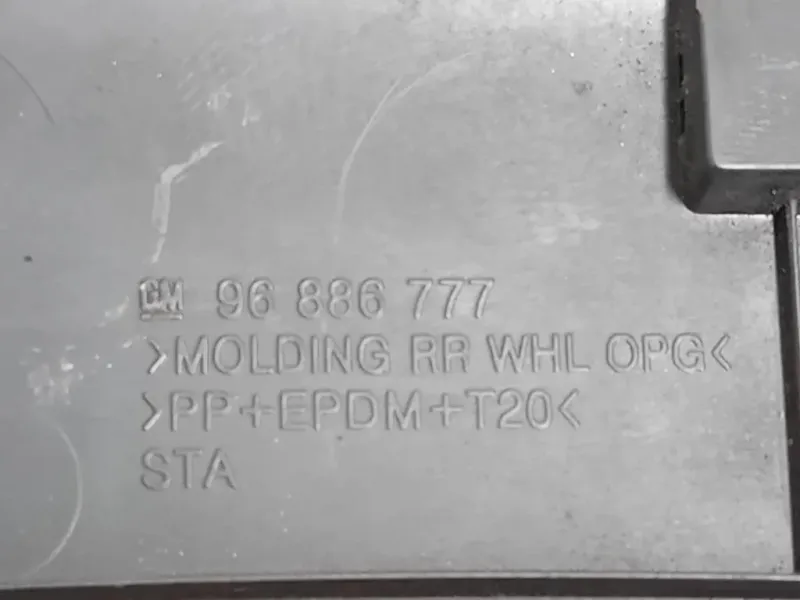 GM 96 886 777
>MOLDING RR WHL OPG<
>PP+EPDM+T20<
STA